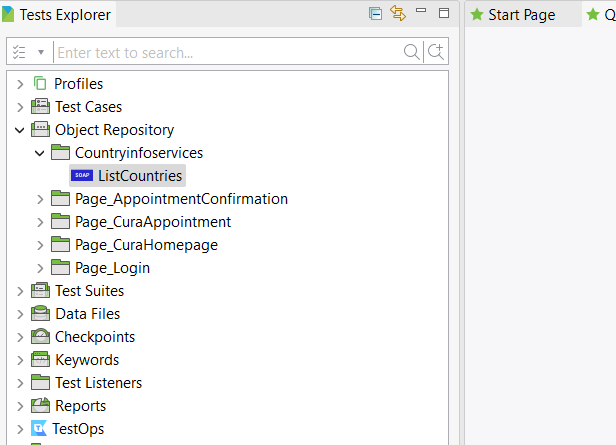 Tests Explorer
Start Page
Q
Enter text to search...
Profiles
Test Cases
Object Repository
Countryinfoservices
SOAP ListCountries
Page_AppointmentConfirmation
Page_CuraAppointment
Page_CuraHomepage
Page_Login
Test Suites
Data Files
Checkpoints
Keywords
Test Listeners
Reports
TestOps